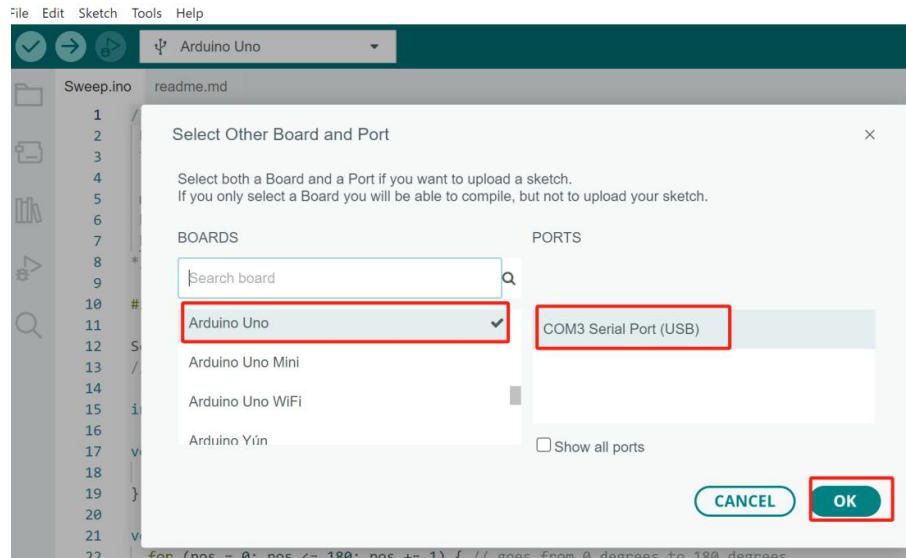 File Edit Sketch Tools Help
Arduino Uno
Sweep.ino readme.md
1 /
2
3
4
5
6
7
8 *
9
10 #
11
12 S
13 /
14
15 i
16
17 v
18
19 }
20
21 v
22 for (pos = 0; pos <= 180; pos += 1) { // goes from 0 degrees to 180 degrees
Select Other Board and Port
Select both a Board and a Port if you want to upload a sketch.
If you only select a Board you will be able to compile, but not to upload your sketch.
BOARDS
PORTS
Search board
Arduino Uno
COM3 Serial Port (USB)
Arduino Uno Mini
Arduino Uno WiFi
Arduino Yún
Show all ports
CANCEL OK